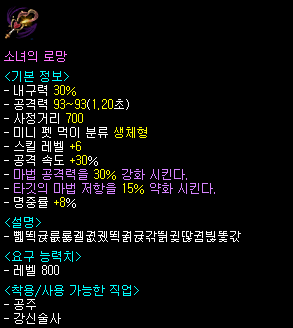 소녀의 로망
<기본 정보>
- 내구력 30%
- 공격력 93~93(1,20초)
- 사정거리 700
- 미니 펫 먹이 분류 생체형
- 스킬 레벨 +6
- 공격 속도 +30%
- 마법 공격력을 30% 강화 시킨다.
- 타깃의 마법 저항을 15% 약화 시킨다.
- 명중률 +8%
<설명>
-
<요구 능력치>
- 레벨 800
<착용/사용 가능한 직업>
- 공주
- 강신술사